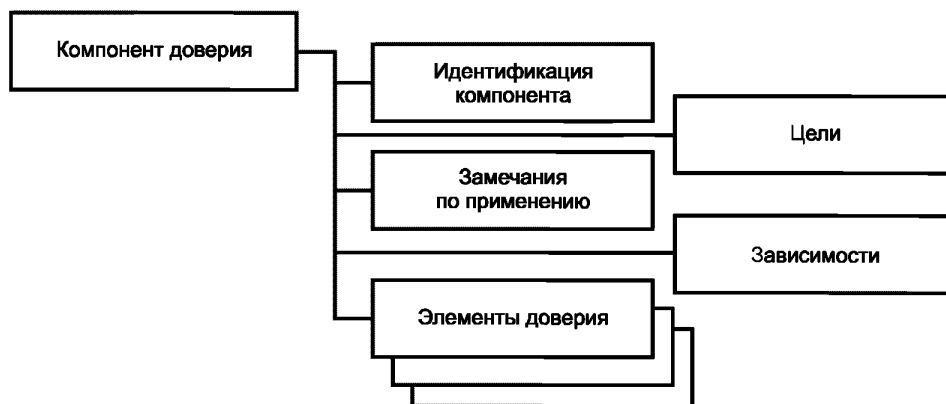 Компонент доверия
Идентификация
компонента
Цели
Замечания
по применению
Зависимости
Элементы доверия